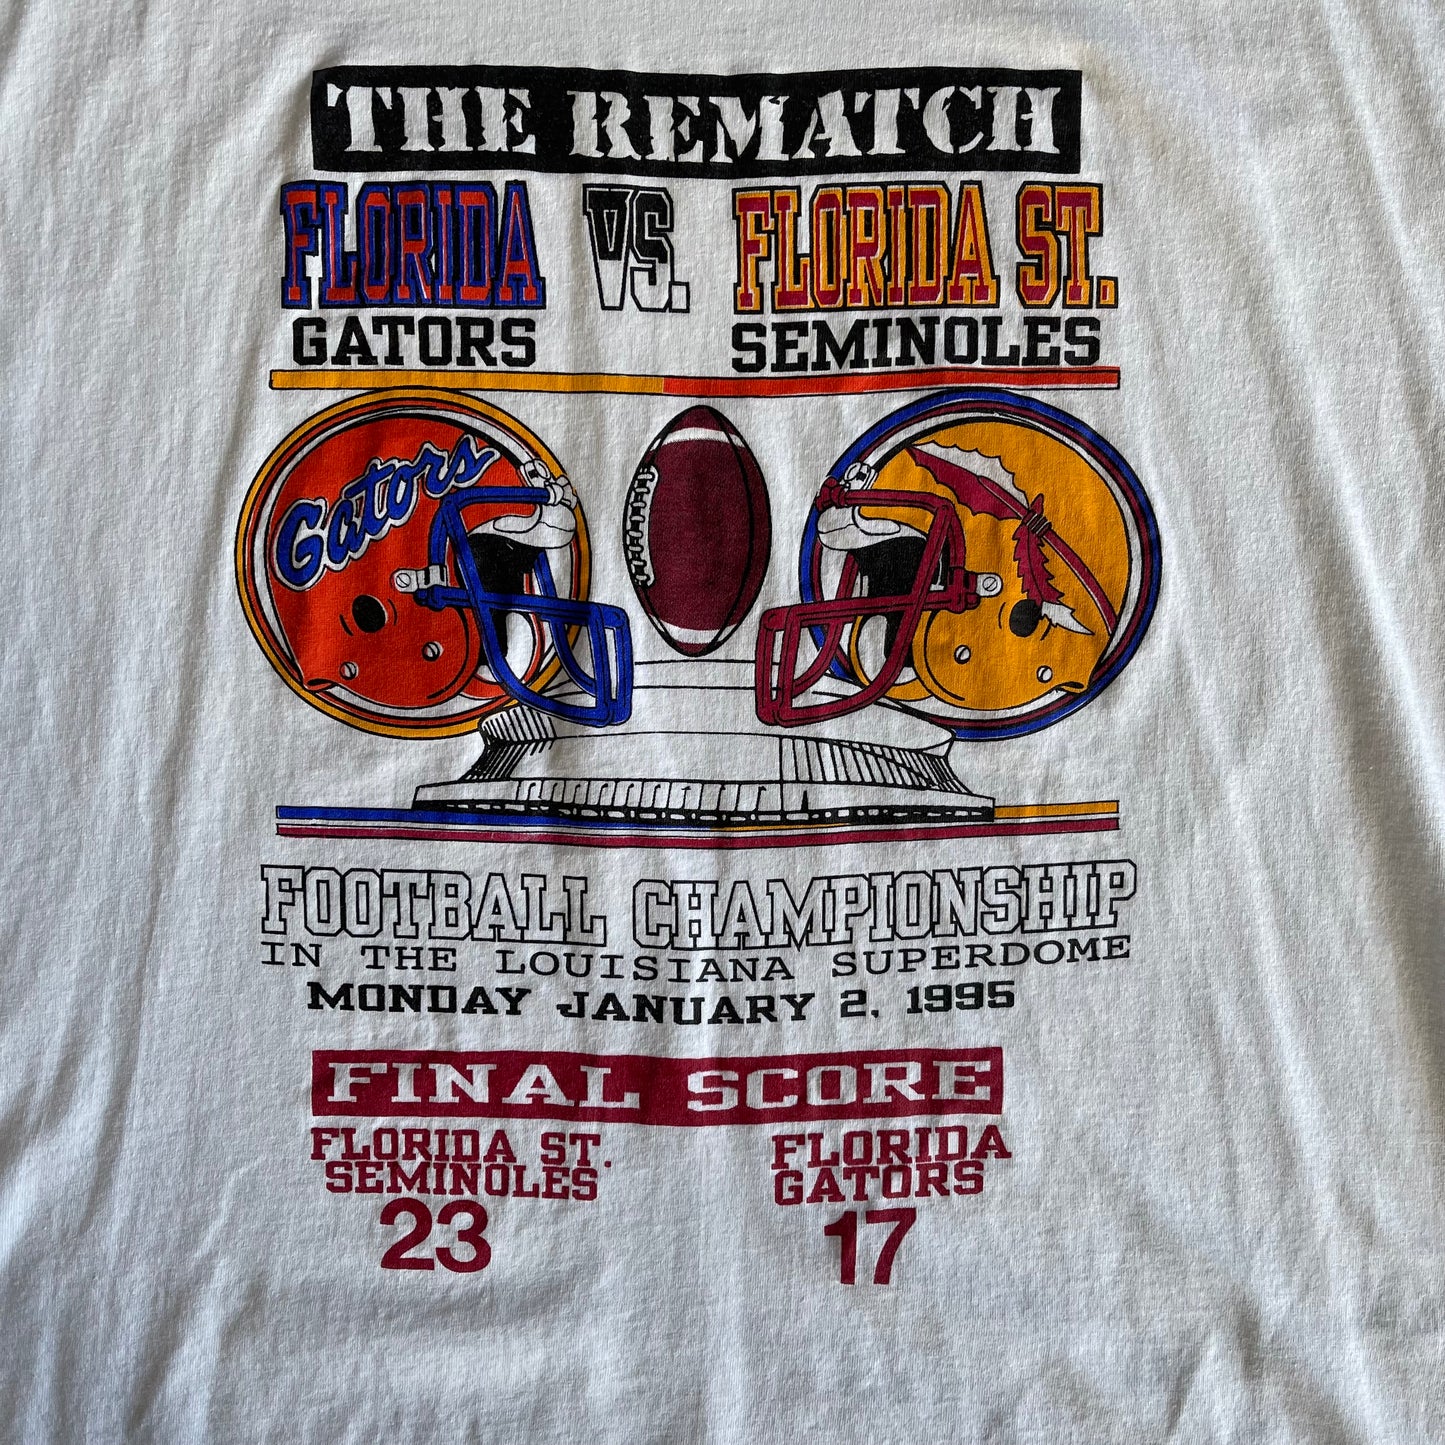 THE REMATCH
FLORIDA VS. FLORIDA ST.
GATORS SEMINOLES
Gators
FOOTBALL CHAMPIONSHIP
IN THE LOUISIANA SUPERDOME
MONDAY JANUARY 2, 1995
FINAL SCORE
FLORIDA ST. FLORIDA
SEMINOLES GATORS
23 17